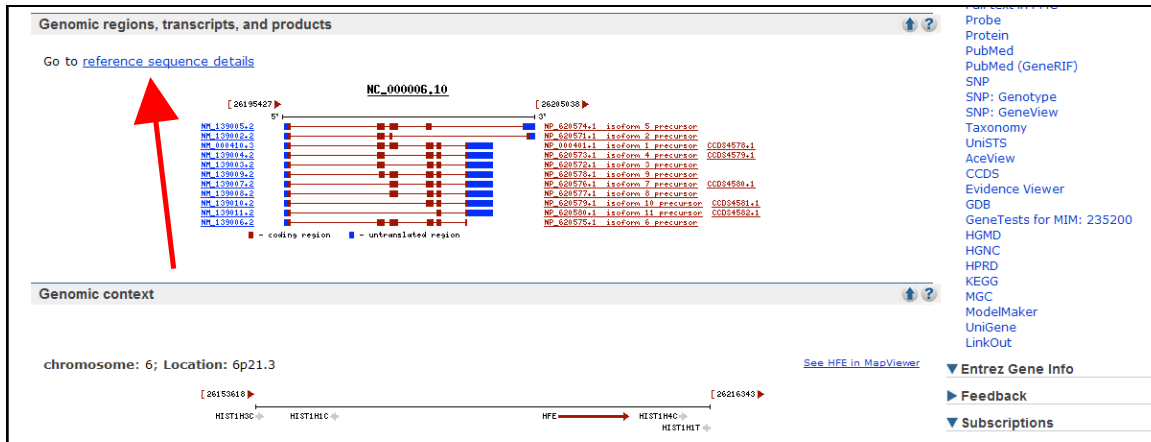 Genomic regions, transcripts, and products
Go to reference sequence details
NC_000006.10
[ 26195427
[ 26205038
5'
3'
NM_139005.2 NP_620574.1 isoform 5 precursor
NM_139002.2 NP_620571.1 isoform 2 precursor
NM_000410.3 NP_000401.1 isoform 1 precursor CCDS4578.1
NM_139004.2 NP_620573.1 isoform 4 precursor CCDS4579.1
NM_139003.2 NP_620572.1 isoform 3 precursor
NM_139009.2 NP_620578.1 isoform 9 precursor
NM_139007.2 NP_620576.1 isoform 7 precursor CCDS4580.1
NM_139008.2 NP_620577.1 isoform 8 precursor
NM_139010.2 NP_620579.1 isoform 10 precursor CCDS4581.1
NM_139011.2 NP_620580.1 isoform 11 precursor CCDS4582.1
NM_139006.2 NP_620575.1 isoform 6 precursor
- coding region - untranslated region
Genomic context
chromosome: 6; Location: 6p21.3
See HFE in MapViewer
[ 26153618
[ 26216343
HIST1H3C HIST1H1C HFE HIST1H4C
HIST1H1T
Probe
Protein
PubMed
PubMed (GeneRIF)
SNP
SNP: Genotype
SNP: GeneView
Taxonomy
UniSTS
AceView
CCDS
Evidence Viewer
GDB
GeneTests for MIM: 235200
HGMD
HGNC
HPRD
KEGG
MGC
ModelMaker
UniGene
LinkOut
Entrez Gene Info
Feedback
Subscriptions